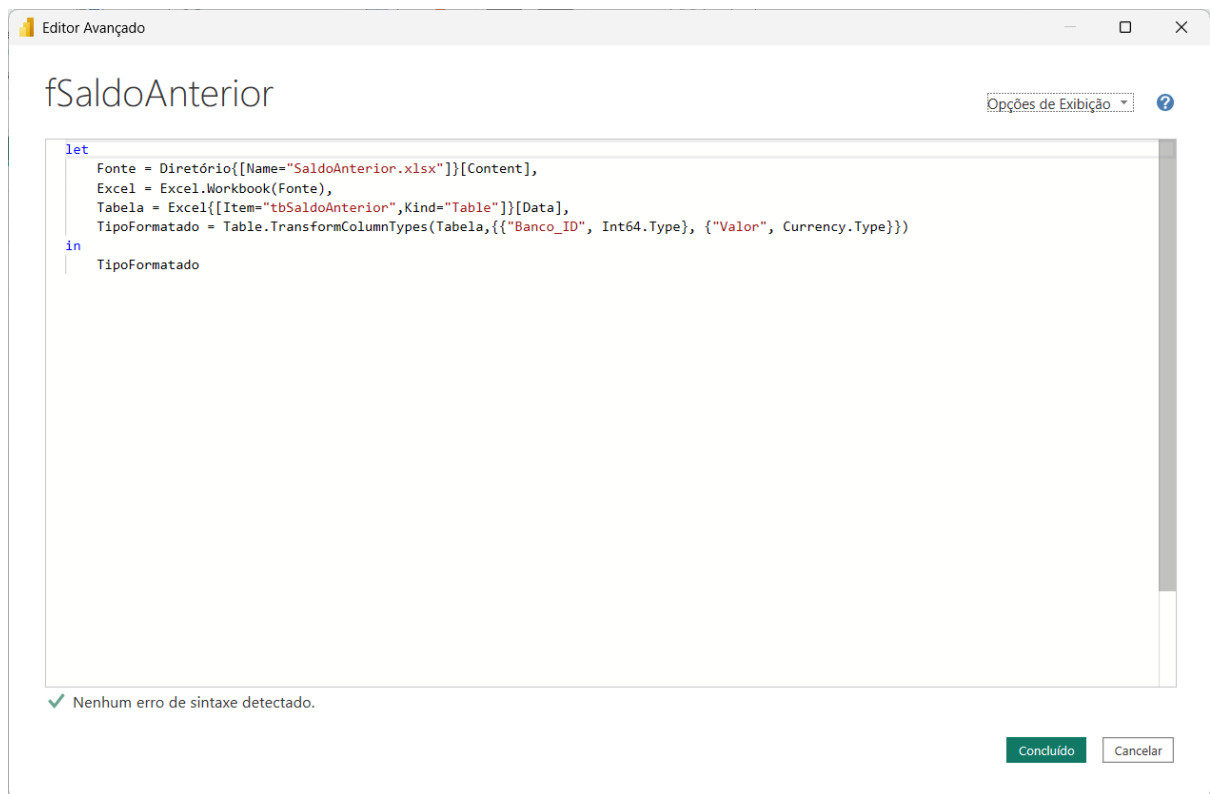 Editor Avançado
fSaldoAnterior
Opções de Exibição
let
Fonte = Diretório{[Name="SaldoAnterior.xlsx"]}[Content],
Excel = Excel.Workbook(Fonte),
Tabela = Excel{[Item="tbSaldoAnterior",Kind="Table"]}[Data],
TipoFormatado = Table.TransformColumnTypes(Tabela,{{"Banco_ID", Int64.Type}, {"Valor", Currency.Type}})
in
TipoFormatado
Nenhum erro de sintaxe detectado.
Concluído
Cancelar